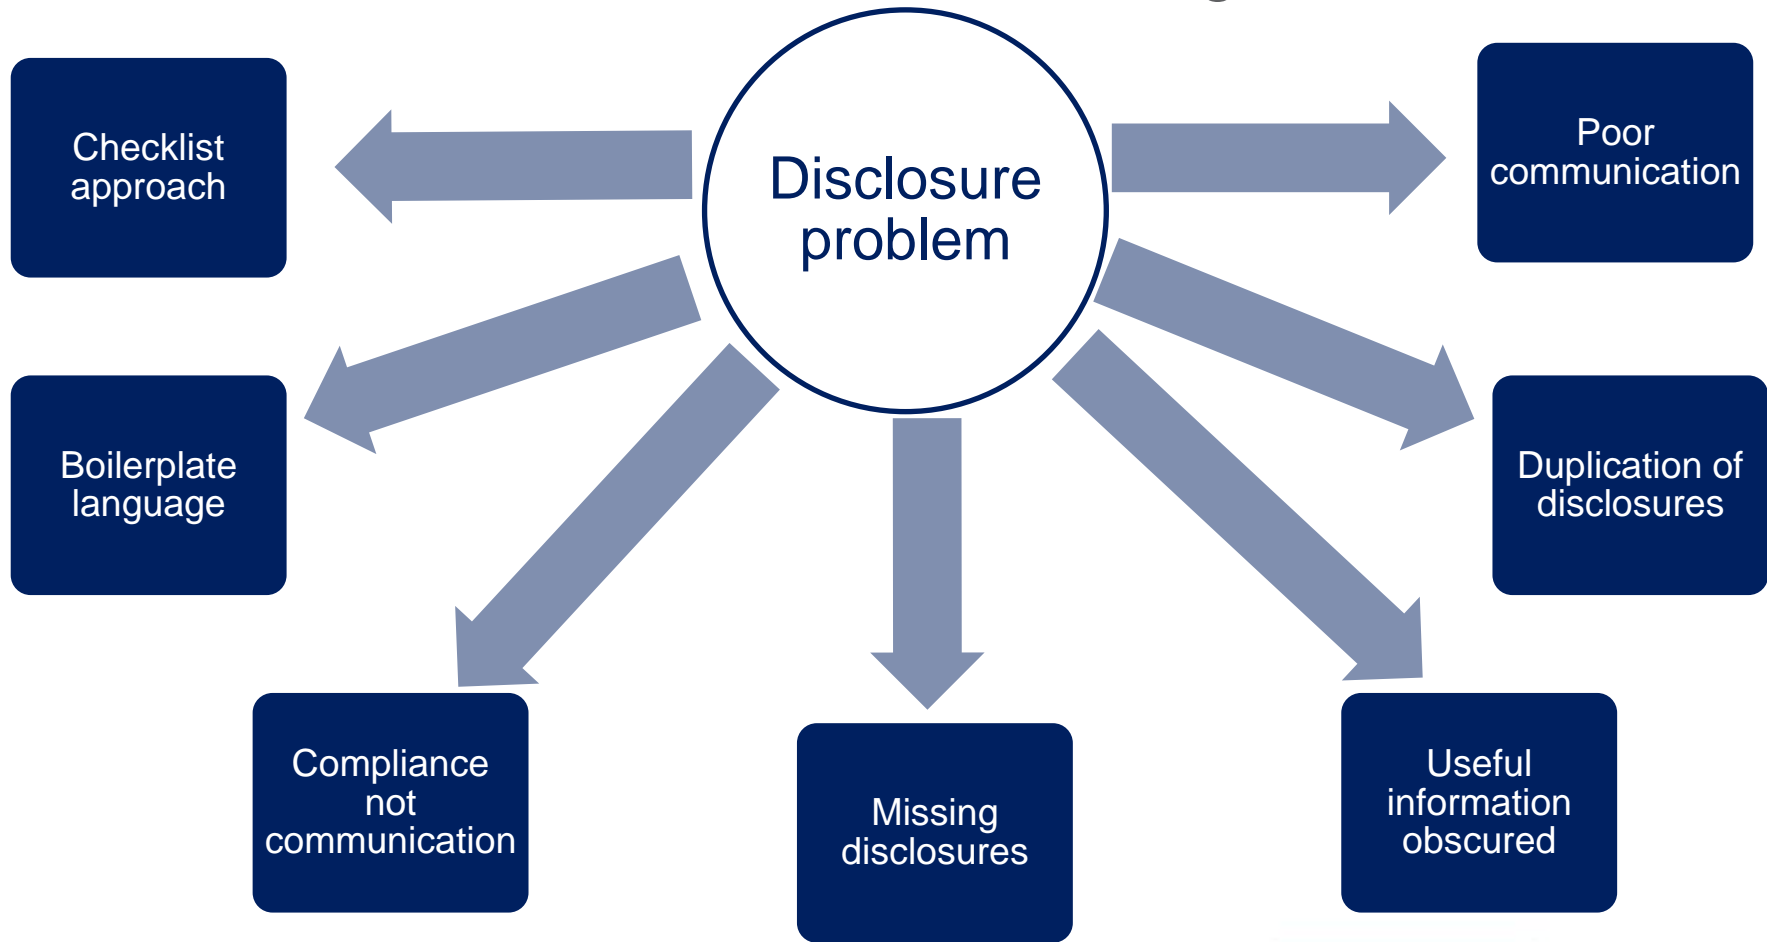 Disclosure
problem
Checklist
approach
Poor
communication
Boilerplate
language
Duplication of
disclosures
Compliance
not
communication
Missing
disclosures
Useful
information
obscured